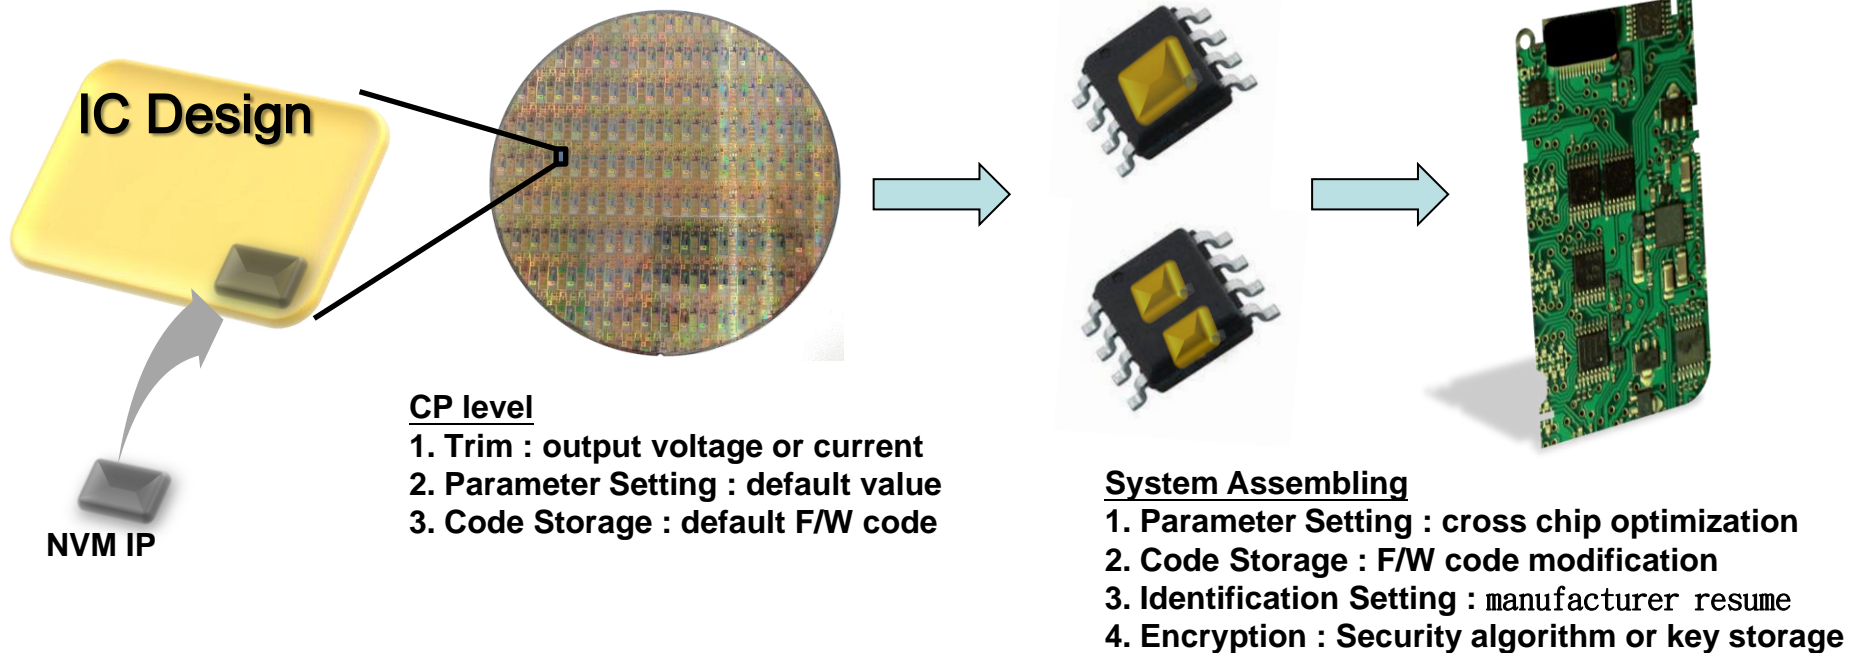 IC Design
NVM IP
CP level
1. Trim : output voltage or current
2. Parameter Setting : default value
3. Code Storage : default F/W code
System Assembling
1. Parameter Setting : cross chip optimization
2. Code Storage : F/W code modification
3. Identification Setting : manufacturer resume
4. Encryption : Security algorithm or key storage